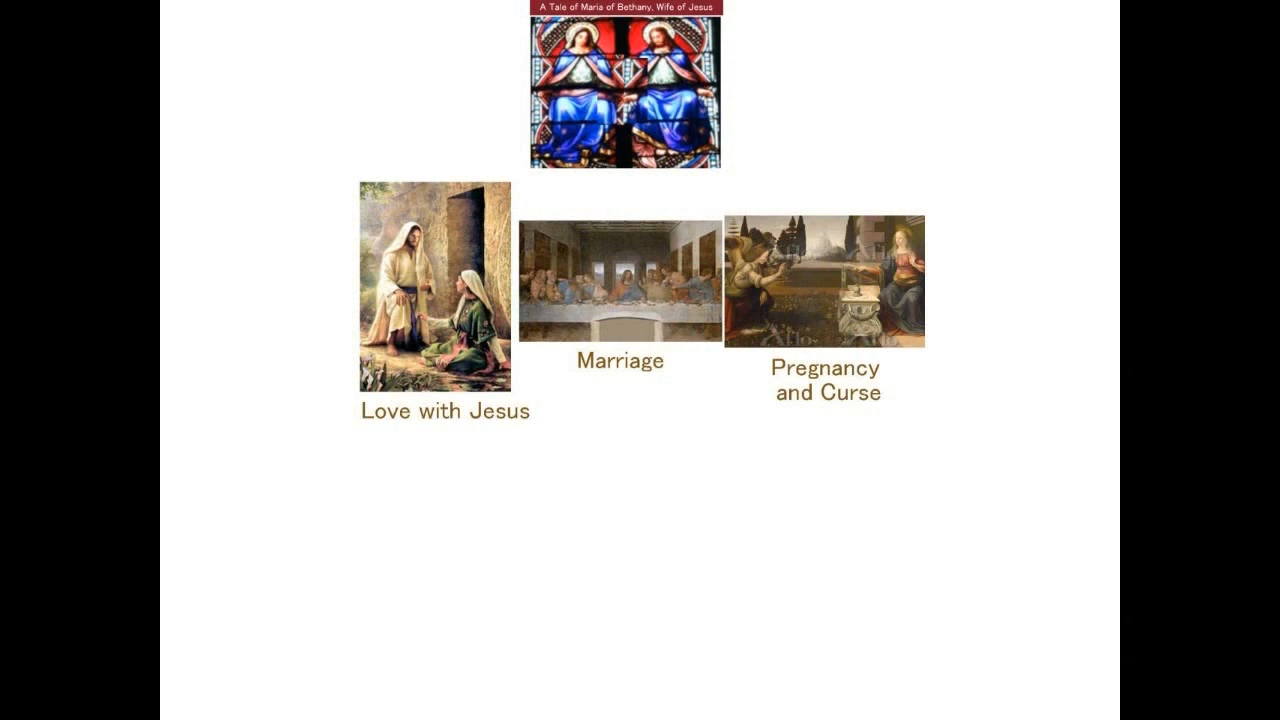 A Tale of Maria of Bethany, Wife of Jesus
Love with Jesus
Marriage
Pregnancy
and Curse